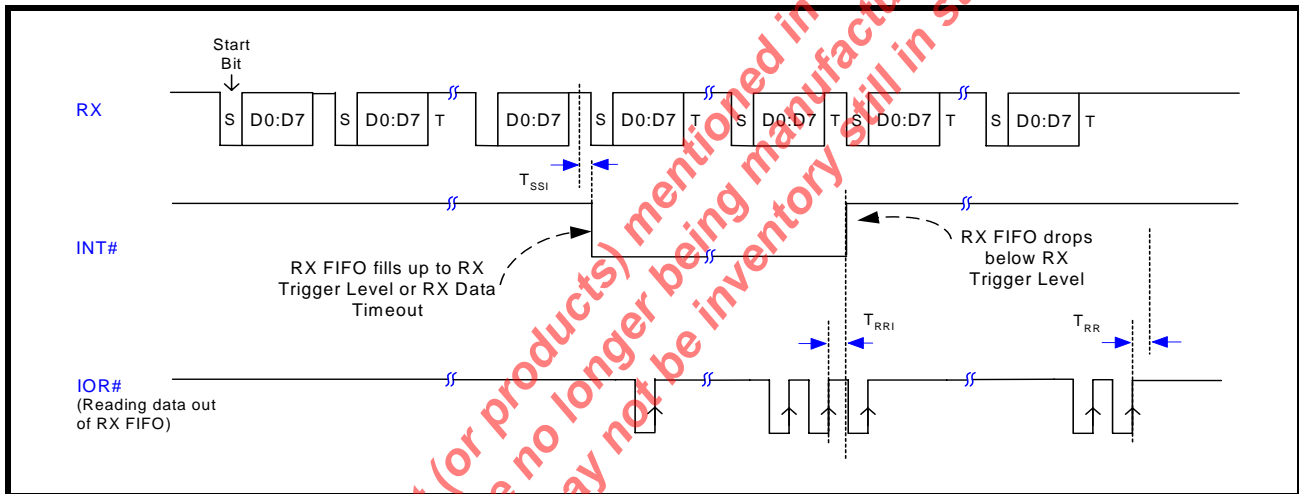 Start
Bit
RX
S D0:D7 S D0:D7 T D0:D7 S D0:D7 T S D0:D7 T S D0:D7 T S D0:D7 T
TSSI
INT#
RX FIFO fills up to RX
Trigger Level or RX Data
Timeout
RX FIFO drops
below RX
Trigger Level
TRRI
TRR
IOR#
(Reading data out
of RX FIFO)
(or products) mentioned in
no longer being manufactu
not be inventory still in s